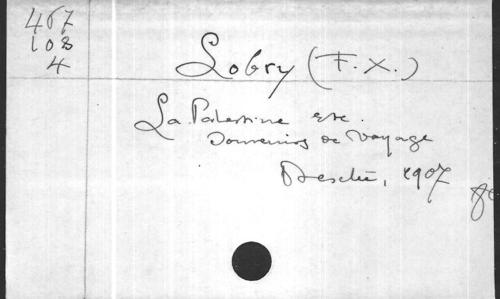 467
108
4
Lobry (F. X.)
La Palestine etc.
Souvenirs de Voyage
Desclée, 1907